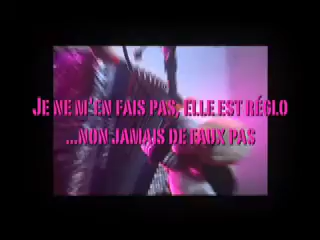 Je ne m'en fais pas, elle est réglo
...non jamais de faux pas